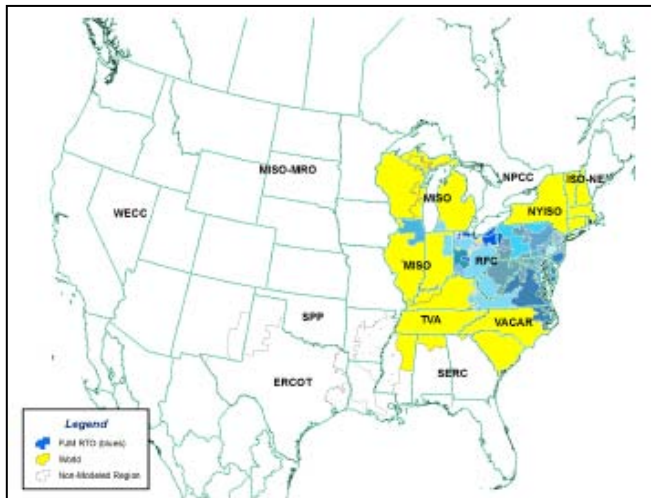 MISO-MRO
NPCC
ISO-NE
MISO
NYISO
WECC
MISO
RFC
SPP
TVA
VACAR
ERCOT
SERC
Legend
PJM RTO (blues)
World
Non-Modeled Region